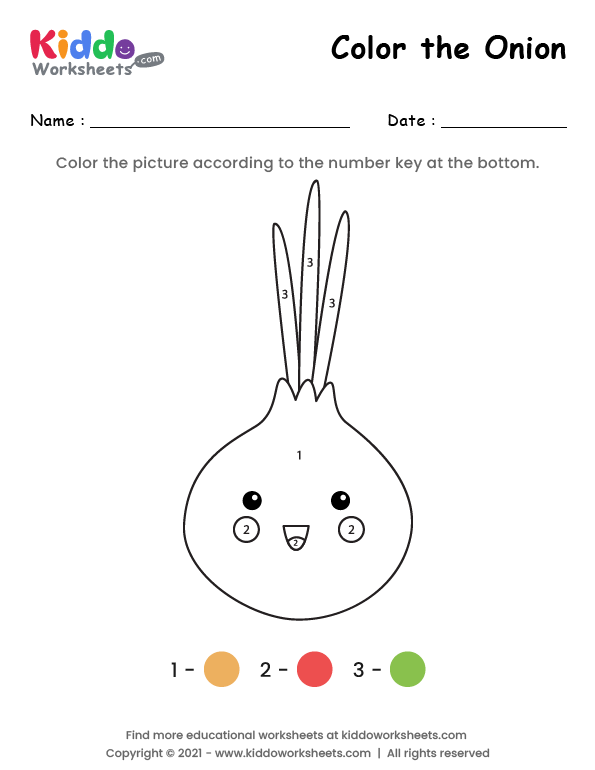 Kiddo
Worksheets.com
Color the Onion
Name : Date :
Color the picture according to the number key at the bottom.
3
3
3
1
2 2
2
1 - 2 - 3 -
Find more educational worksheets at kiddoworksheets.com
Copyright © 2021 - www.kiddoworksheets.com | All rights reserved